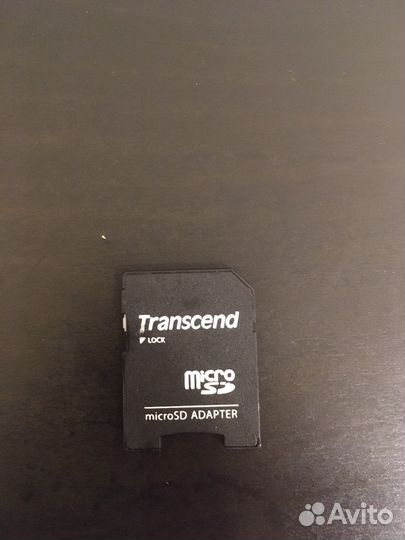 Transcend
LOCK
micro
SD
microSD ADAPTER
Avito